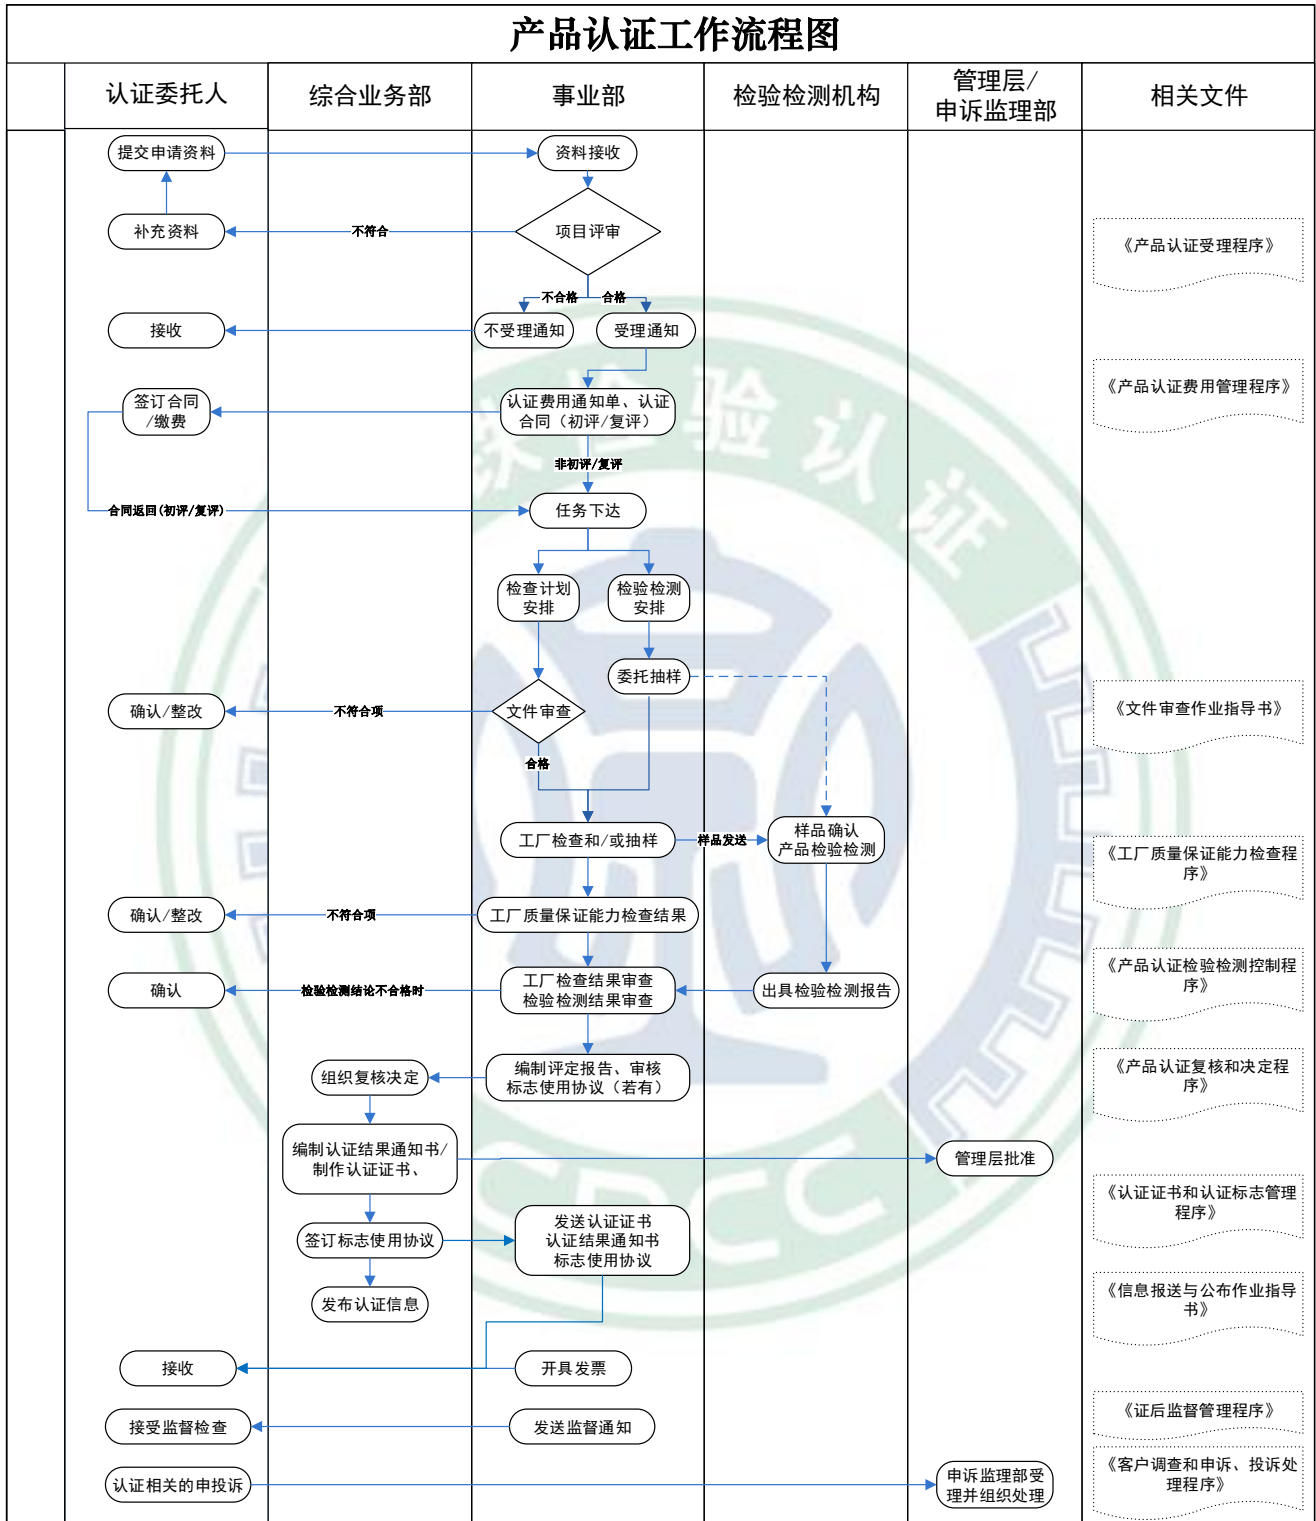 产品认证工作流程图
认证委托人
综合业务部
事业部
检验检测机构
管理层/
申诉监理部
相关文件
提交申请资料
资料接收
补充资料
不符合
项目评审
《产品认证受理程序》
不合格
合格
接收
不受理通知
受理通知
签订合同
/缴费
认证费用通知单、认证
合同（初评/复评）
《产品认证费用管理程序》
非初评/复评
合同返回(初评/复评)
任务下达
检查计划
安排
检验检测
安排
委托抽样
确认/整改
不符合项
文件审查
《文件审查作业指导书》
合格
工厂检查和/或抽样
样品发送
样品确认
产品检验检测
《工厂质量保证能力检查程
序》
确认/整改
不符合项
工厂质量保证能力检查结果
确认
检验检测结论不合格时
工厂检查结果审查
检验检测结果审查
出具检验检测报告
《产品认证检验检测控制程
序》
组织复核决定
编制评定报告、审核
标志使用协议（若有）
《产品认证复核和决定程
序》
编制认证结果通知书/
制作认证证书、
管理层批准
签订标志使用协议
发送认证证书
认证结果通知书
标志使用协议
《认证证书和认证标志管理
程序》
发布认证信息
《信息报送与公布作业指导
书》
接收
开具发票
接受监督检查
发送监督通知
《证后监督管理程序》
认证相关的申投诉
申诉监理部受
理并组织处理
《客户调查和申诉、投诉处
理程序》
铁检验认证
CRCC